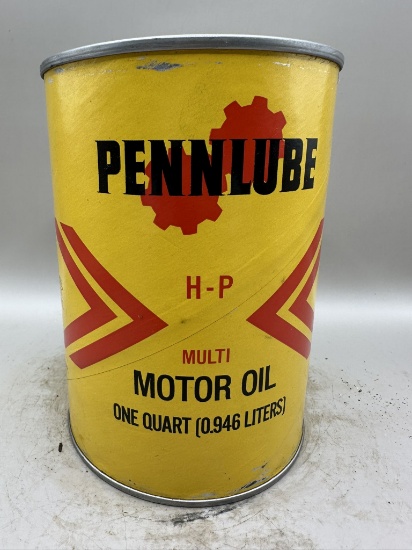 PENNLUBE
H-P
MULTI
MOTOR OIL
ONE QUART (0.946 LITERS)